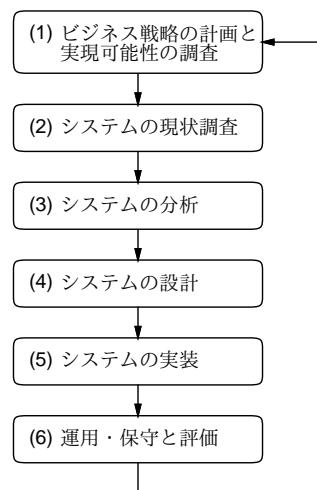 (1) ビジネス戦略の計画と
実現可能性の調査
(2) システムの現状調査
(3) システムの分析
(4) システムの設計
(5) システムの実装
(6) 運用・保守と評価